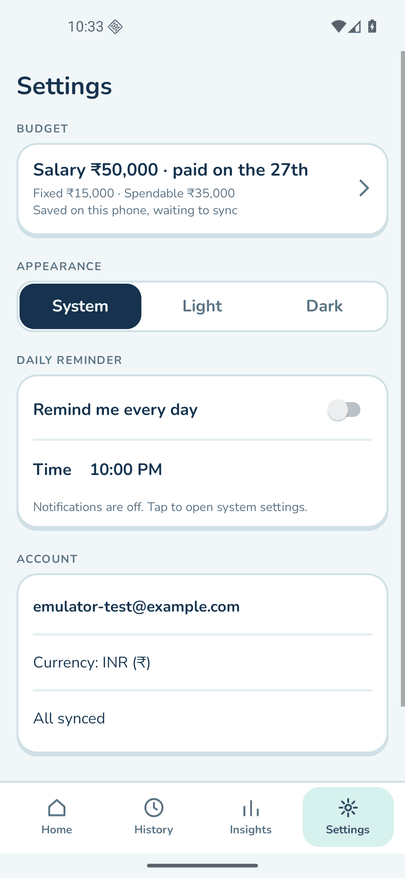 10:33
Settings
BUDGET
Salary ₹50,000 · paid on the 27th
Fixed ₹15,000 · Spendable ₹35,000
Saved on this phone, waiting to sync
APPEARANCE
System Light Dark
DAILY REMINDER
Remind me every day
Time 10:00 PM
Notifications are off. Tap to open system settings.
ACCOUNT
emulator-test@example.com
Currency: INR (₹)
All synced
Home History Insights Settings